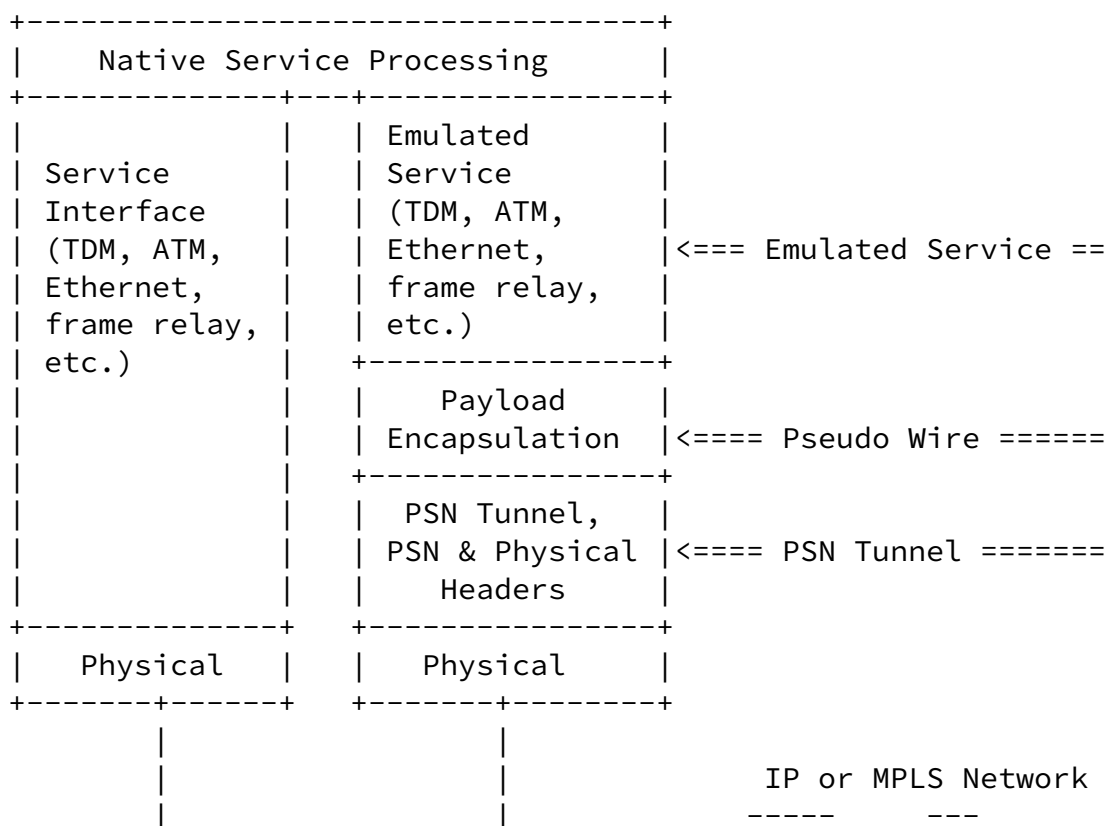 +-----------------------------------+
|     Native Service Processing      |
+--------------+---+----------------+
|              |   | Emulated       |
| Service      |   | Service        |
| Interface    |   | (TDM, ATM,     |
| (TDM, ATM,   |   | Ethernet,      |<=== Emulated Service ==
| Ethernet,    |   | frame relay,   |
| frame relay, |   | etc.)          |
| etc.)        |   +----------------+
|              |   |    Payload     |
|              |   | Encapsulation  |<==== Pseudo Wire ======
|              |   +----------------+
|              |   |  PSN Tunnel,   |
|              |   | PSN & Physical |<==== PSN Tunnel =======
|              |   |    Headers     |
+--------------+   +----------------+
|   Physical   |   |   Physical     |
+-------+------+   +-------+--------+
        |                  |
        |                  |              IP or MPLS Network
        |                  |             -----     ---